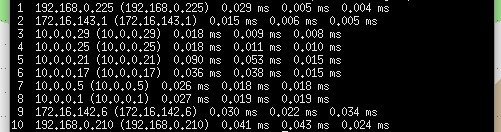 1 192.168.0.225 (192.168.0.225) 0.029 ms 0.005 ms 0.004 ms
2 172.16.143.1 (172.16.143.1) 0.015 ms 0.006 ms 0.005 ms
3 10.0.0.29 (10.0.0.29) 0.018 ms 0.009 ms 0.008 ms
4 10.0.0.25 (10.0.0.25) 0.018 ms 0.011 ms 0.010 ms
5 10.0.0.21 (10.0.0.21) 0.090 ms 0.053 ms 0.015 ms
6 10.0.0.17 (10.0.0.17) 0.036 ms 0.038 ms 0.015 ms
7 10.0.0.5 (10.0.0.5) 0.026 ms 0.018 ms 0.018 ms
8 10.0.0.1 (10.0.0.1) 0.027 ms 0.019 ms 0.019 ms
9 172.16.142.6 (172.16.142.6) 0.030 ms 0.022 ms 0.034 ms
10 192.168.0.210 (192.168.0.210) 0.041 ms 0.043 ms 0.024 ms